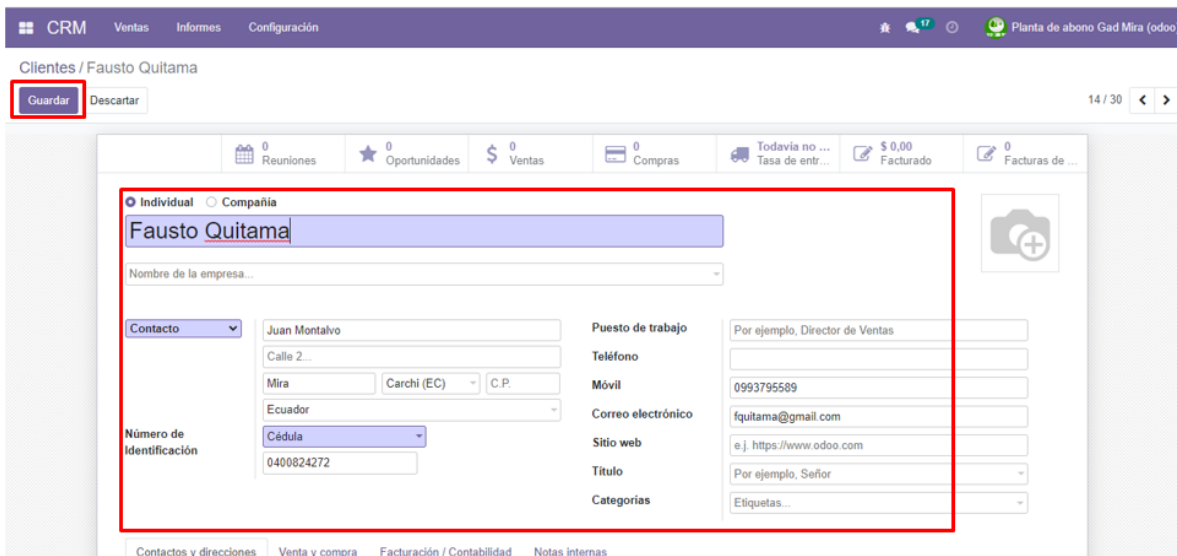 CRM Ventas Informes Configuración 17 Planta de abono Gad Mira (odoo)
Clientes / Fausto Quitama
Guardar Descartar 14 / 30
0 Reuniones
0 Oportunidades
0 Ventas
0 Compras
Todavía no ... Tasa de entr...
$ 0,00 Facturado
0 Facturas de ...
Individual Compañía
Fausto Quitama
Nombre de la empresa...
Contacto
Juan Montalvo
Calle 2...
Mira Carchi (EC) C.P.
Ecuador
Número de
Identificación
Cédula
0400824272
Puesto de trabajo Por ejemplo, Director de Ventas
Teléfono
Móvil 0993795589
Correo electrónico fquitama@gmail.com
Sitio web e.j. https://www.odoo.com
Título Por ejemplo, Señor
Categorías Etiquetas...
Contactos y direcciones Venta y compra Facturación / Contabilidad Notas internas